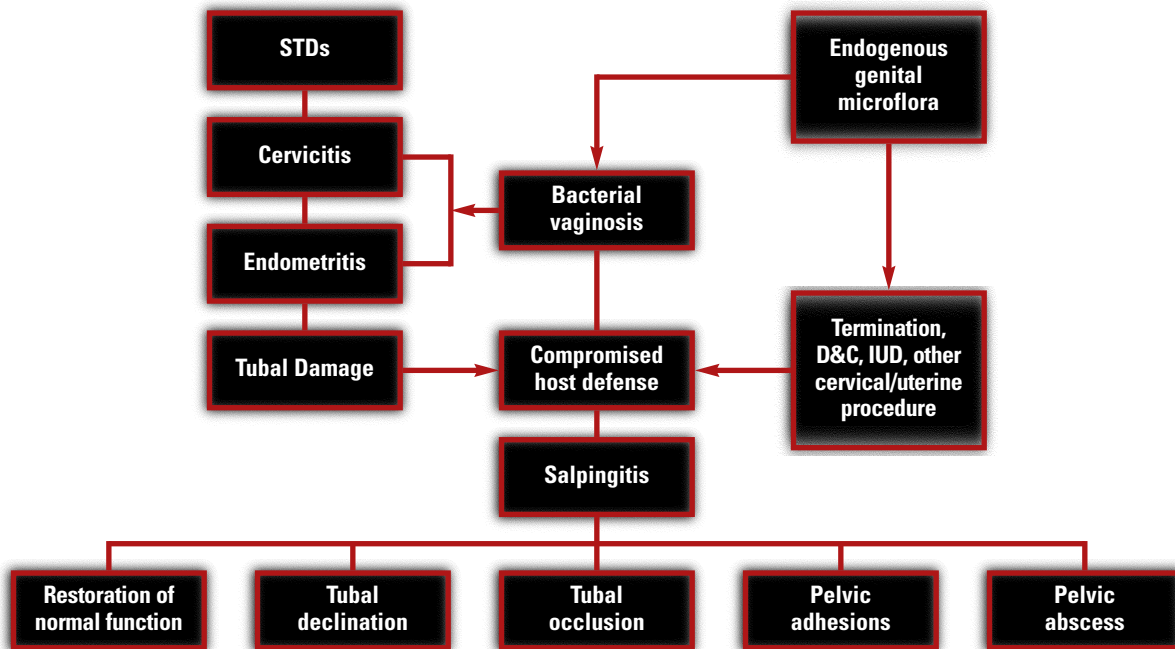 STDs
Endogenous
genital
microflora
Cervicitis
Bacterial
vaginosis
Endometritis
Termination,
D&C, IUD, other
cervical/uterine
procedure
Tubal Damage
Compromised
host defense
Salpingitis
Restoration of
normal function
Tubal
declination
Tubal
occlusion
Pelvic
adhesions
Pelvic
abscess